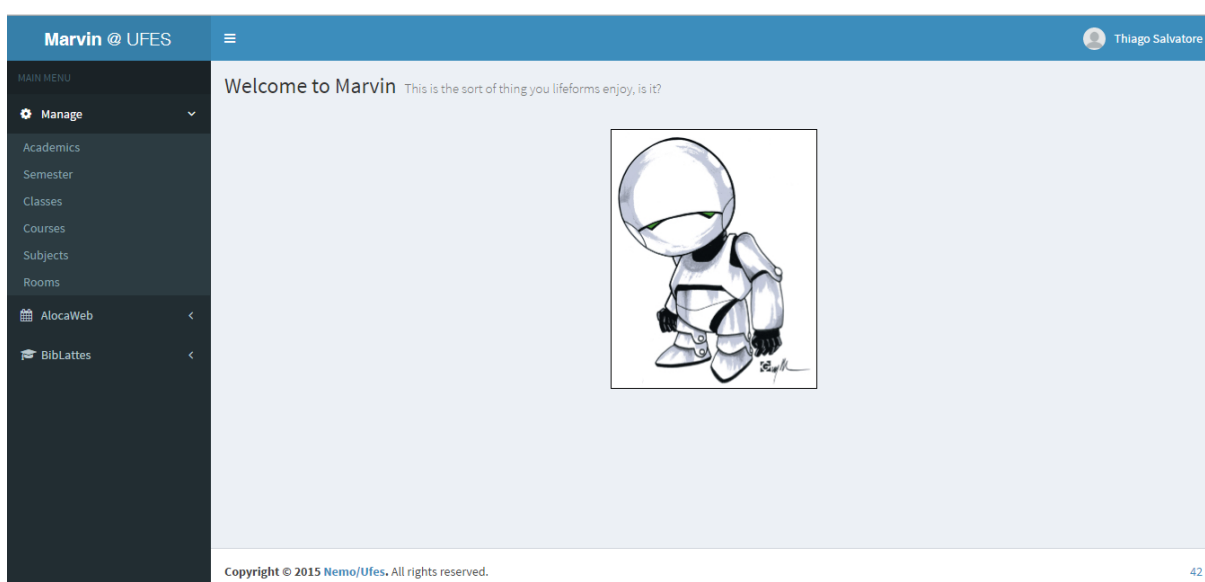 Marvin @ UFES
Thiago Salvatore
MAIN MENU
Welcome to Marvin This is the sort of thing you lifeforms enjoy, is it?
Manage
Academics
Semester
Classes
Courses
Subjects
Rooms
AlocaWeb
BibLattes
Copyright © 2015 Nemo/Ufes. All rights reserved.
42